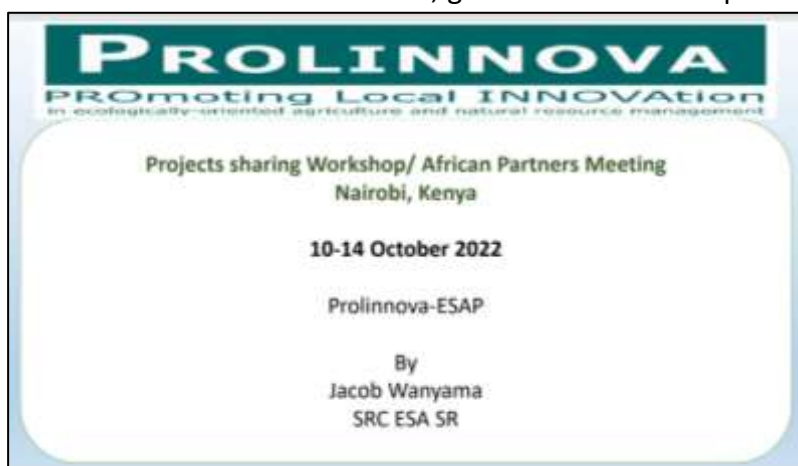 PROLINNOVA
PROmoting Local INNOVAtion
in ecologically-oriented agriculture and natural resource management
Projects sharing Workshop/ African Partners Meeting
Nairobi, Kenya
10-14 October 2022
Prolinnova-ESAP
By
Jacob Wanyama
SRC ESA SR